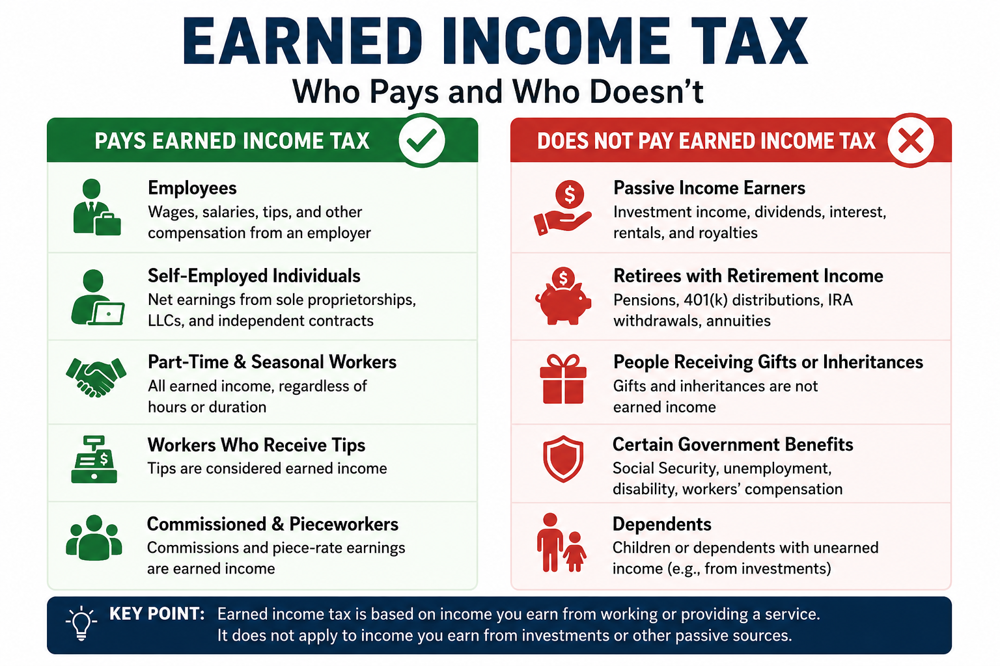 EARNED INCOME TAX
Who Pays and Who Doesn't
PAYS EARNED INCOME TAX
Employees
Wages, salaries, tips, and other
compensation from an employer
Self-Employed Individuals
Net earnings from sole proprietorships,
LLCs, and independent contracts
Part-Time & Seasonal Workers
All earned income, regardless of
hours or duration
$
Workers Who Receive Tips
Tips are considered earned income
Commissioned & Pieceworkers
Commissions and piece-rate earnings
are earned income
DOES NOT PAY EARNED INCOME TAX
$
Passive Income Earners
Investment income, dividends, interest,
rentals, and royalties
$
Retirees with Retirement Income
Pensions, 401(k) distributions, IRA
withdrawals, annuities
People Receiving Gifts or Inheritances
Gifts and inheritances are not
earned income
Certain Government Benefits
Social Security, unemployment,
disability, workers' compensation
Dependents
Children or dependents with unearned
income (e.g., from investments)
KEY POINT: Earned income tax is based on income you earn from working or providing a service.
It does not apply to income you earn from investments or other passive sources.